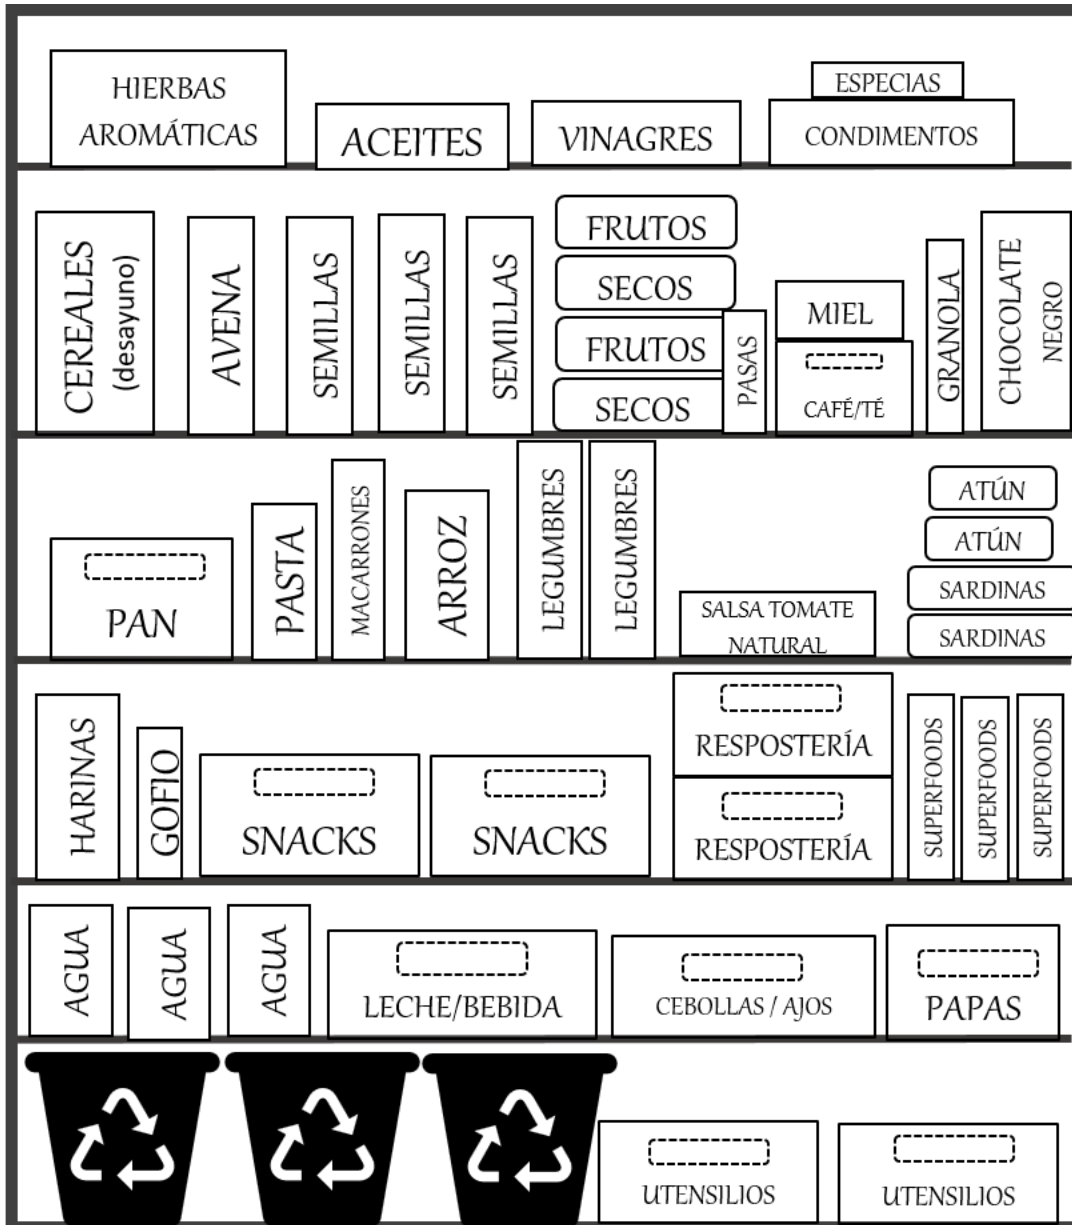 HIERBAS
AROMÁTICAS
ACEITES
VINAGRES
ESPECIAS
CONDIMENTOS
CEREALES
(desayuno)
AVENA
SEMILLAS
SEMILLAS
SEMILLAS
FRUTOS
SECOS
FRUTOS
SECOS
PASAS
MIEL
CAFÉ/TÉ
GRANOLA
CHOCOLATE
NEGRO
PAN
PASTA
MACARRONES
ARROZ
LEGUMBRES
LEGUMBRES
SALSA TOMATE
NATURAL
ATÚN
ATÚN
SARDINAS
SARDINAS
HARINAS
GOFIO
SNACKS
SNACKS
RESPOSTERÍA
RESPOSTERÍA
SUPERFOODS
SUPERFOODS
SUPERFOODS
AGUA
AGUA
AGUA
LECHE/BEBIDA
CEBOLLAS / AJOS
PAPAS
UTENSILIOS
UTENSILIOS